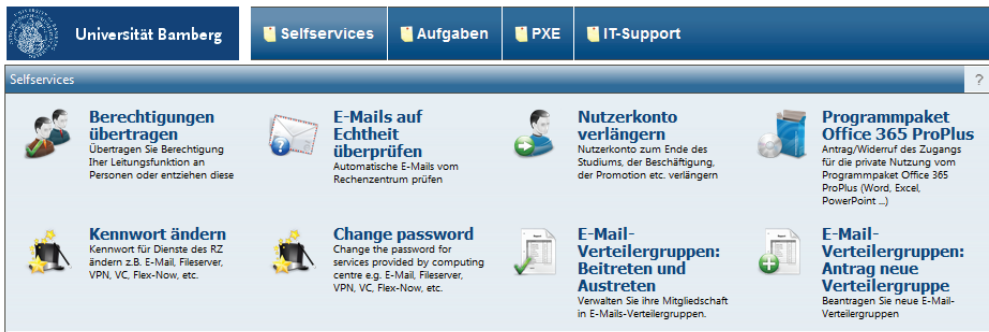 Universität Bamberg
Selfservices
Aufgaben
PXE
IT-Support
Selfservices
?
Berechtigungen
übertragen
Übertragen Sie Berechtigung
Iher Leitungsfunktion an
Personen oder entziehen diese
E-Mails auf
Echtheit
überprüfen
Automatische E-Mails vom
Rechenzentrum prüfen
Nutzerkonto
verlängern
Nutzerkonto zum Ende des
Studiums, der Beschäftigung,
der Promotion etc. verlängern
Programmpaket
Office 365 ProPlus
Antrag/Widerruf des Zugangs
für die private Nutzung vom
Programmpaket Office 365
ProPlus (Word, Excel,
PowerPoint ...)
Kennwort ändern
Kennwort für Dienste des RZ
ändern z.B. E-Mail, Fileserver,
VPN, VC, Flex-Now, etc.
Change password
Change the password for
services provided by computing
centre e.g. E-Mail, Fileserver,
VPN, VC, Flex-Now, etc.
E-Mail-
Verteilergruppen:
Beitreten und
Austreten
Verwalten Sie ihre Mitgliedschaft
in E-Mails-Verteilergruppen.
E-Mail-
Verteilergruppen:
Antrag neue
Verteilergruppe
Beantragen Sie neue E-Mail-
Verteilergruppen